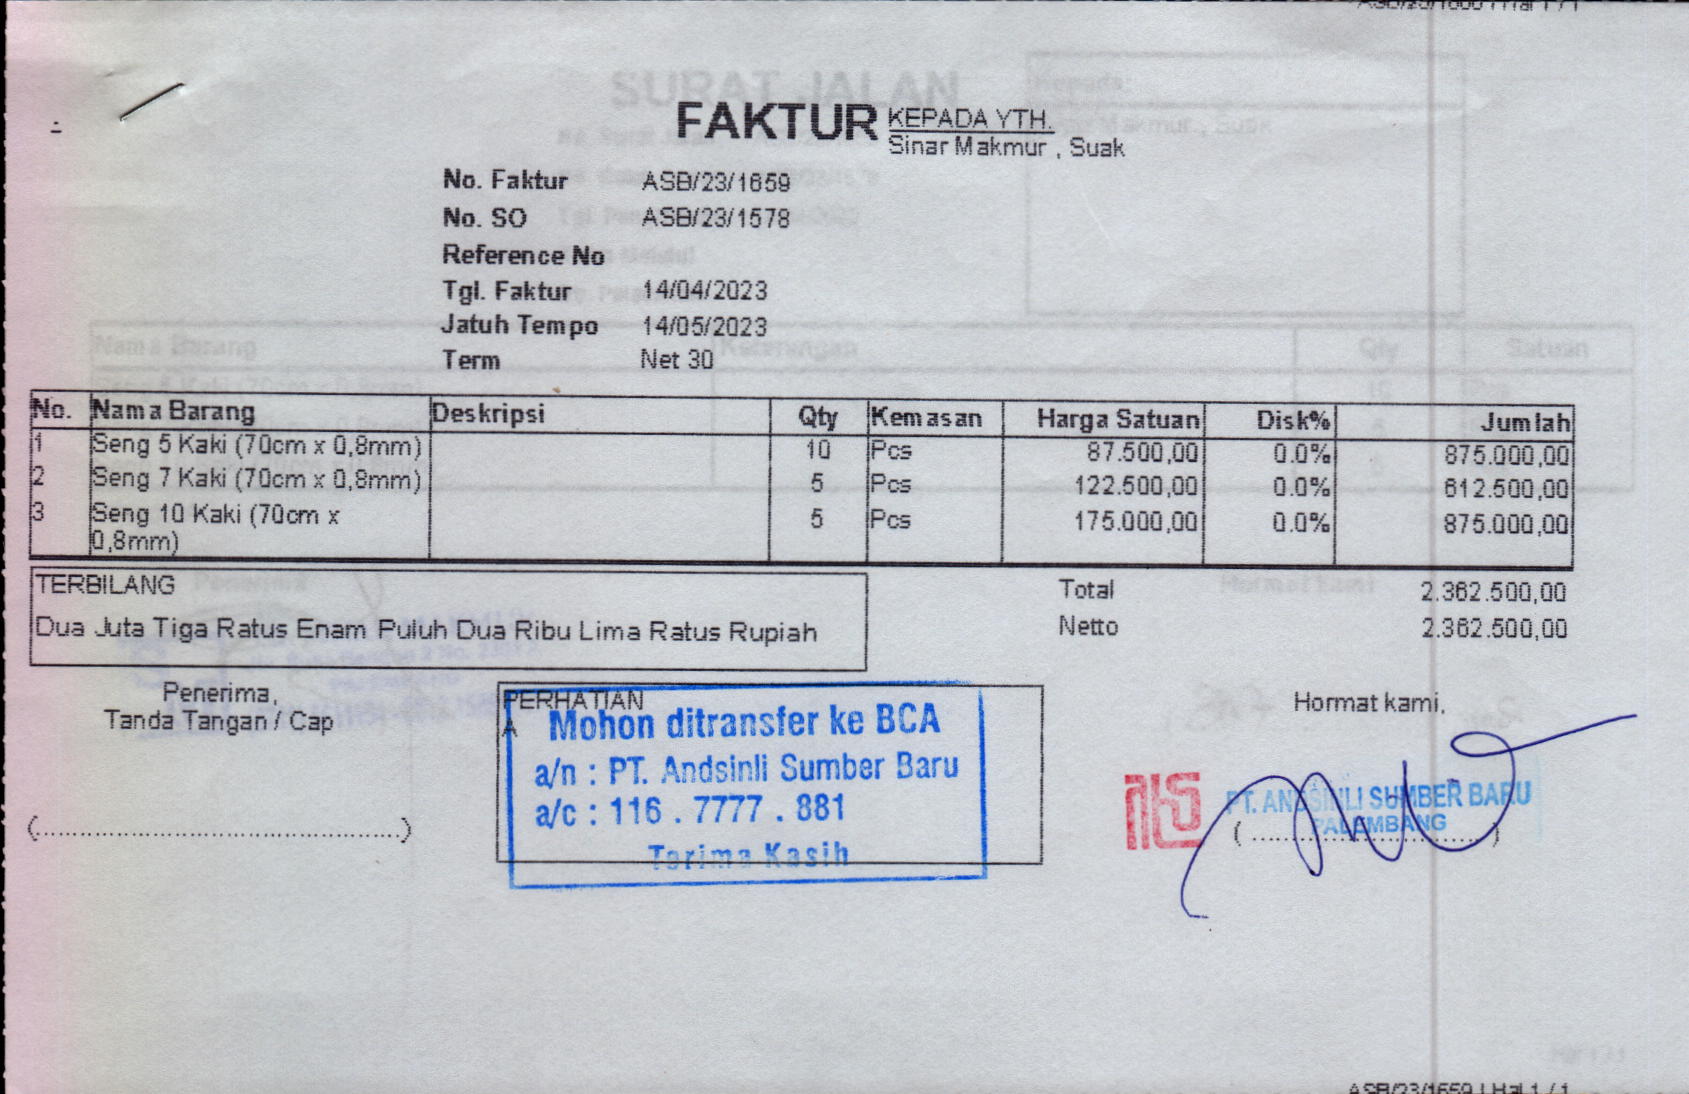 FAKTUR
KEPADA YTH.
Sinar Makmur , Suak
No. Faktur ASB/23/1659
No. SO ASB/23/1578
Reference No
Tgl. Faktur 14/04/2023
Jatuh Tempo 14/05/2023
Term Net 30
No. Nama Barang Deskripsi Qty Kemasan Harga Satuan Disk% Jumlah
1 Seng 5 Kaki (70cm x 0,8mm) 10 Pcs 87.500,00 0.0% 875.000,00
2 Seng 7 Kaki (70cm x 0,8mm) 5 Pcs 122.500,00 0.0% 612.500,00
3 Seng 10 Kaki (70cm x 5 Pcs 175.000,00 0.0% 875.000,00
0,8mm)
TERBILANG
Dua Juta Tiga Ratus Enam Puluh Dua Ribu Lima Ratus Rupiah
Total 2.362.500,00
Netto 2.362.500,00
Penerima,
Tanda Tangan / Cap
(..................................................)
PERHATIAN
A
Mohon ditransfer ke BCA
a/n : PT. Andsinli Sumber Baru
a/c : 116 . 7777 . 881
Tarima Kasih
Hormat kami.
PT. ANDSINLI SUMBER BARU
PALEMBANG
ASB/23/1659 | Hal 1 / 1